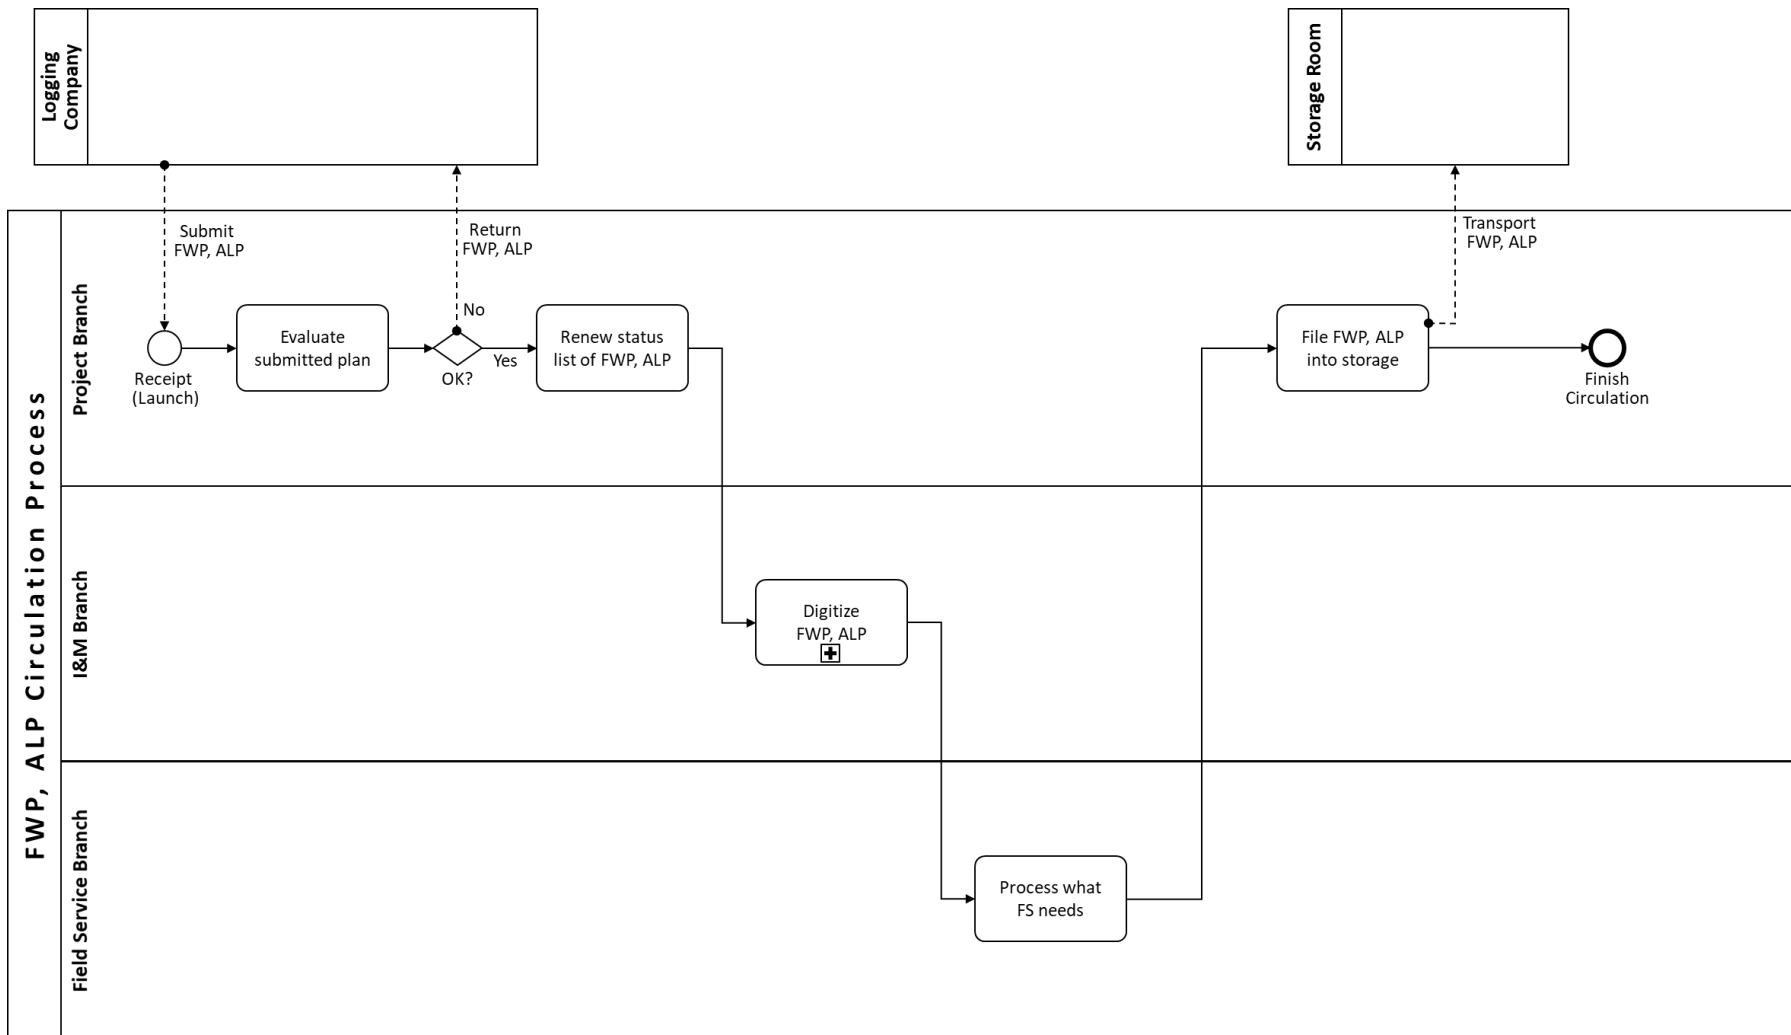 Logging
Company
Storage Room
FWP, ALP Circulation Process
Project Branch
Submit
FWP, ALP
Return
FWP, ALP
Transport
FWP, ALP
No
Evaluate
submitted plan
Yes
OK?
Renew status
list of FWP, ALP
File FWP, ALP
into storage
Receipt
(Launch)
Finish
Circulation
I&M Branch
Digitize
FWP, ALP
Field Service Branch
Process what
FS needs